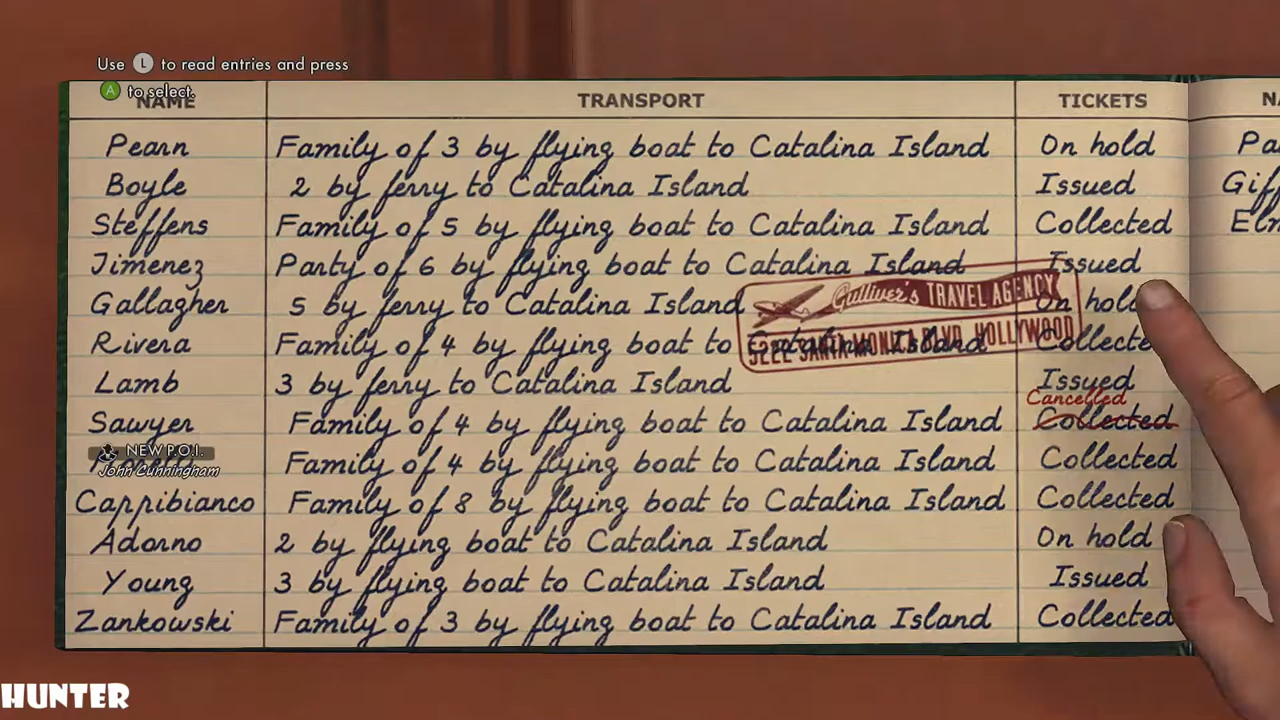 Use L to read entries and press
A to select.
NAME TRANSPORT TICKETS
Pearn Family of 3 by flying boat to Catalina Island On hold
Boyle 2 by ferry to Catalina Island Issued
Steffens Family of 5 by flying boat to Catalina Island Collected
Jimenez Party of 6 by flying boat to Catalina Island Issued
Gallagher 5 by ferry to Catalina Island On hold
Rivera Family of 4 by flying boat to Catalina Island Collecte
Lamb 3 by ferry to Catalina Island Issued
Cancelled
Sawyer Family of 4 by flying boat to Catalina Island Collected
Family of 4 by flying boat to Catalina Island Collected
Cappibianco Family of 8 by flying boat to Catalina Island Collected
Adorno 2 by flying boat to Catalina Island On hold
Young 3 by flying boat to Catalina Island Issued
Zankowski Family of 3 by flying boat to Catalina Island Collected
Gulliver's TRAVEL AGENCY
5222 SANTA MONICA BLVD. HOLLYWOOD
NEW P.O.I.
John Cunningham
HUNTER